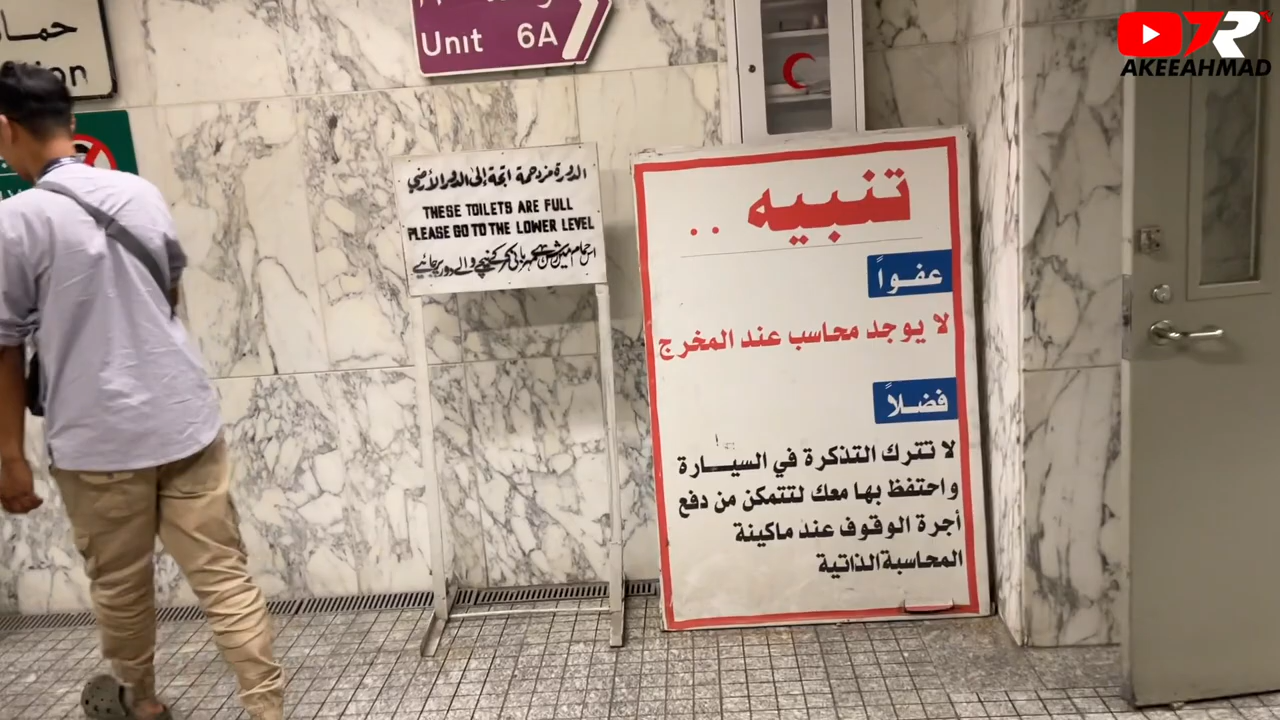 Unit 6A
الدورة مزدحمة اتجة إلى الدور الأرضي
THESE TOILETS ARE FULL
PLEASE GO TO THE LOWER LEVEL
تنبيه ..
عفواً
لا يوجد محاسب عند المخرج
فضلاً
لا تترك التذكرة في السيـــارة
واحتفظ بها معك لتتمكن من دفع
أجرة الوقوف عند ماكينة
المحاسبة الذاتية
AKEEAHMAD